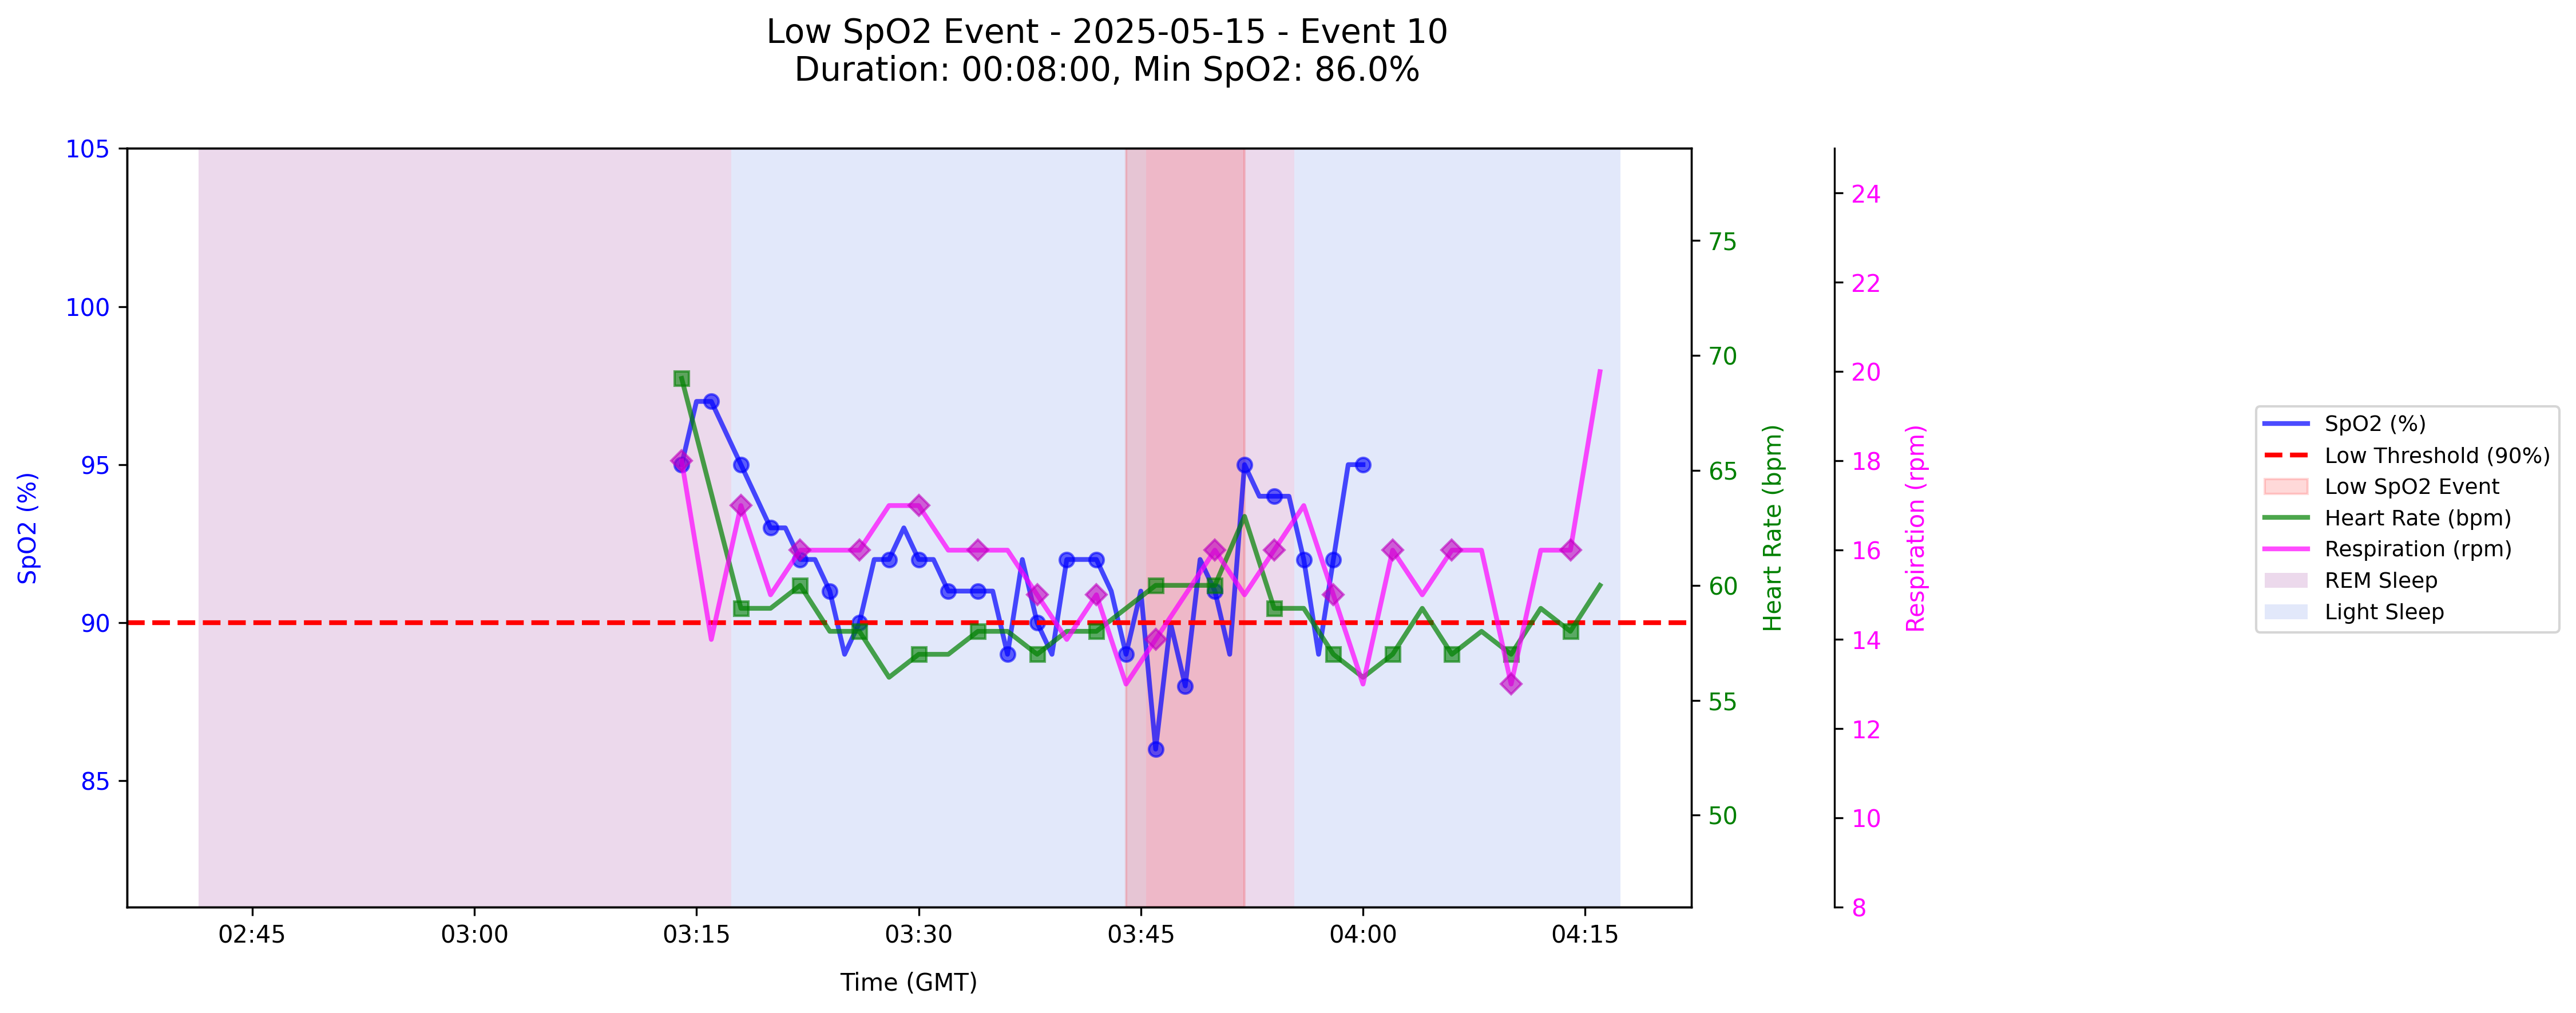 Low SpO2 Event - 2025-05-15 - Event 10
Duration: 00:08:00, Min SpO2: 86.0%
105
100
95
90
85
SpO2 (%)
75
70
65
60
55
50
Heart Rate (bpm)
24
22
20
18
16
14
12
10
8
Respiration (rpm)
SpO2 (%)
Low Threshold (90%)
Low SpO2 Event
Heart Rate (bpm)
Respiration (rpm)
REM Sleep
Light Sleep
02:45
03:00
03:15
03:30
03:45
04:00
04:15
Time (GMT)